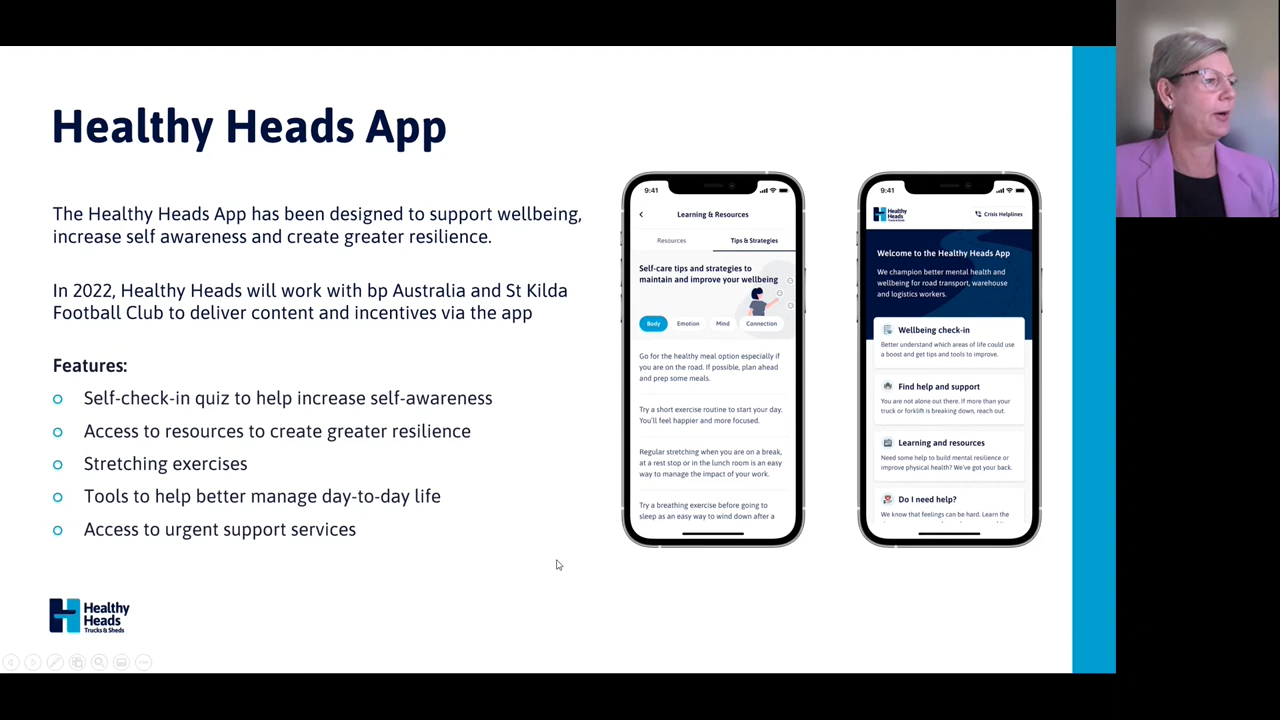 Healthy Heads App
The Healthy Heads App has been designed to support wellbeing,
increase self awareness and create greater resilience.
In 2022, Healthy Heads will work with bp Australia and St Kilda
Football Club to deliver content and incentives via the app
Features:
Self-check-in quiz to help increase self-awareness
Access to resources to create greater resilience
Stretching exercises
Tools to help better manage day-to-day life
Access to urgent support services
Healthy
Heads
Trucks & Sheds
9:41
Learning & Resources
Resources
Tips & Strategies
Self-care tips and strategies to
maintain and improve your wellbeing
Body
Emotion
Mind
Connection
Go for the healthy meal option especially if
you are on the road. If possible, plan ahead
and prep some meals.
Try a short exercise routine to start your day.
You'll feel happier and more focused.
Regular stretching when you are on a break,
at a rest stop or in the lunch room is an easy
way to manage the impact of your work.
Try a breathing exercise before going to
sleep as an easy way to wind down after a
9:41
Healthy
Heads
Trucks & Sheds
Crisis Helplines
Welcome to the Healthy Heads App
We champion better mental health and
wellbeing for road transport, warehouse
and logistics workers.
Wellbeing check-in
Better understand which areas of life could use
a boost and get tips and tools to improve.
Find help and support
You are not alone out there. If more than your
truck or forklift is breaking down, reach out.
Learning and resources
Need some help to build mental resilience or
improve physical health? We've got your back.
Do I need help?
We know that feelings can be hard. Learn the